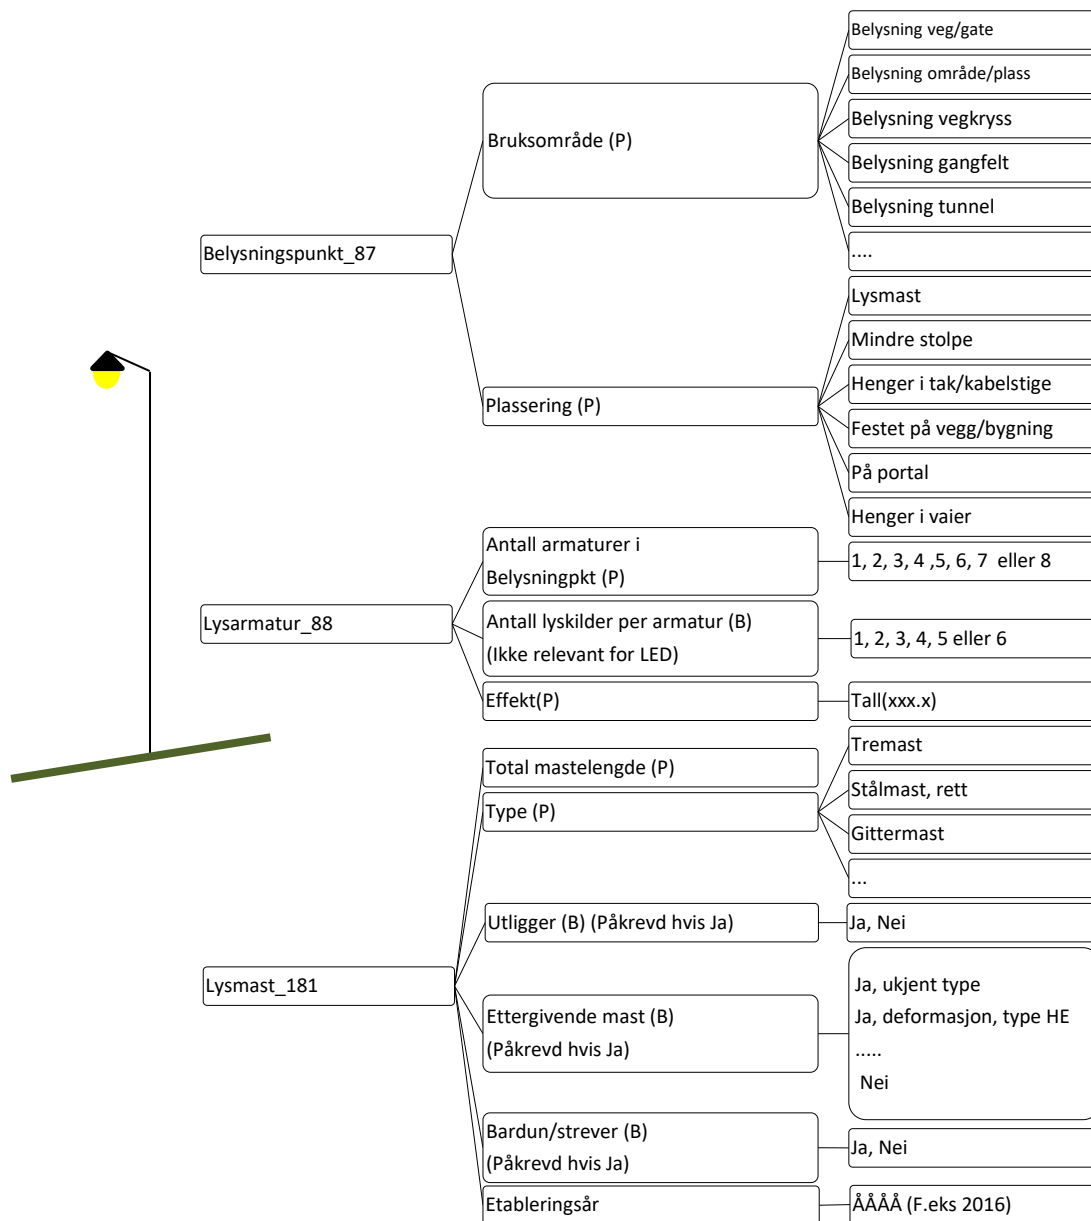 Belysningspunkt_87
Bruksområde (P)
Belysning veg/gate
Belysning område/plass
Belysning vegkryss
Belysning gangfelt
Belysning tunnel
....
Plassering (P)
Lysmast
Mindre stolpe
Henger i tak/kabelstige
Festet på vegg/bygning
På portal
Henger i vaier
Lysarmatur_88
Antall armaturer i
Belysningpkt (P)
1, 2, 3, 4 ,5, 6, 7 eller 8
Antall lyskilder per armatur (B)
(Ikke relevant for LED)
1, 2, 3, 4, 5 eller 6
Effekt(P)
Tall(xxx.x)
Lysmast_181
Total mastelengde (P)
Type (P)
Tremast
Stålmast, rett
Gittermast
...
Utligger (B) (Påkrevd hvis Ja)
Ja, Nei
Ettergivende mast (B)
(Påkrevd hvis Ja)
Ja, ukjent type
Ja, deformasjon, type HE
.....
Nei
Bardun/strever (B)
(Påkrevd hvis Ja)
Ja, Nei
Etableringsår
ÅÅÅÅ (F.eks 2016)